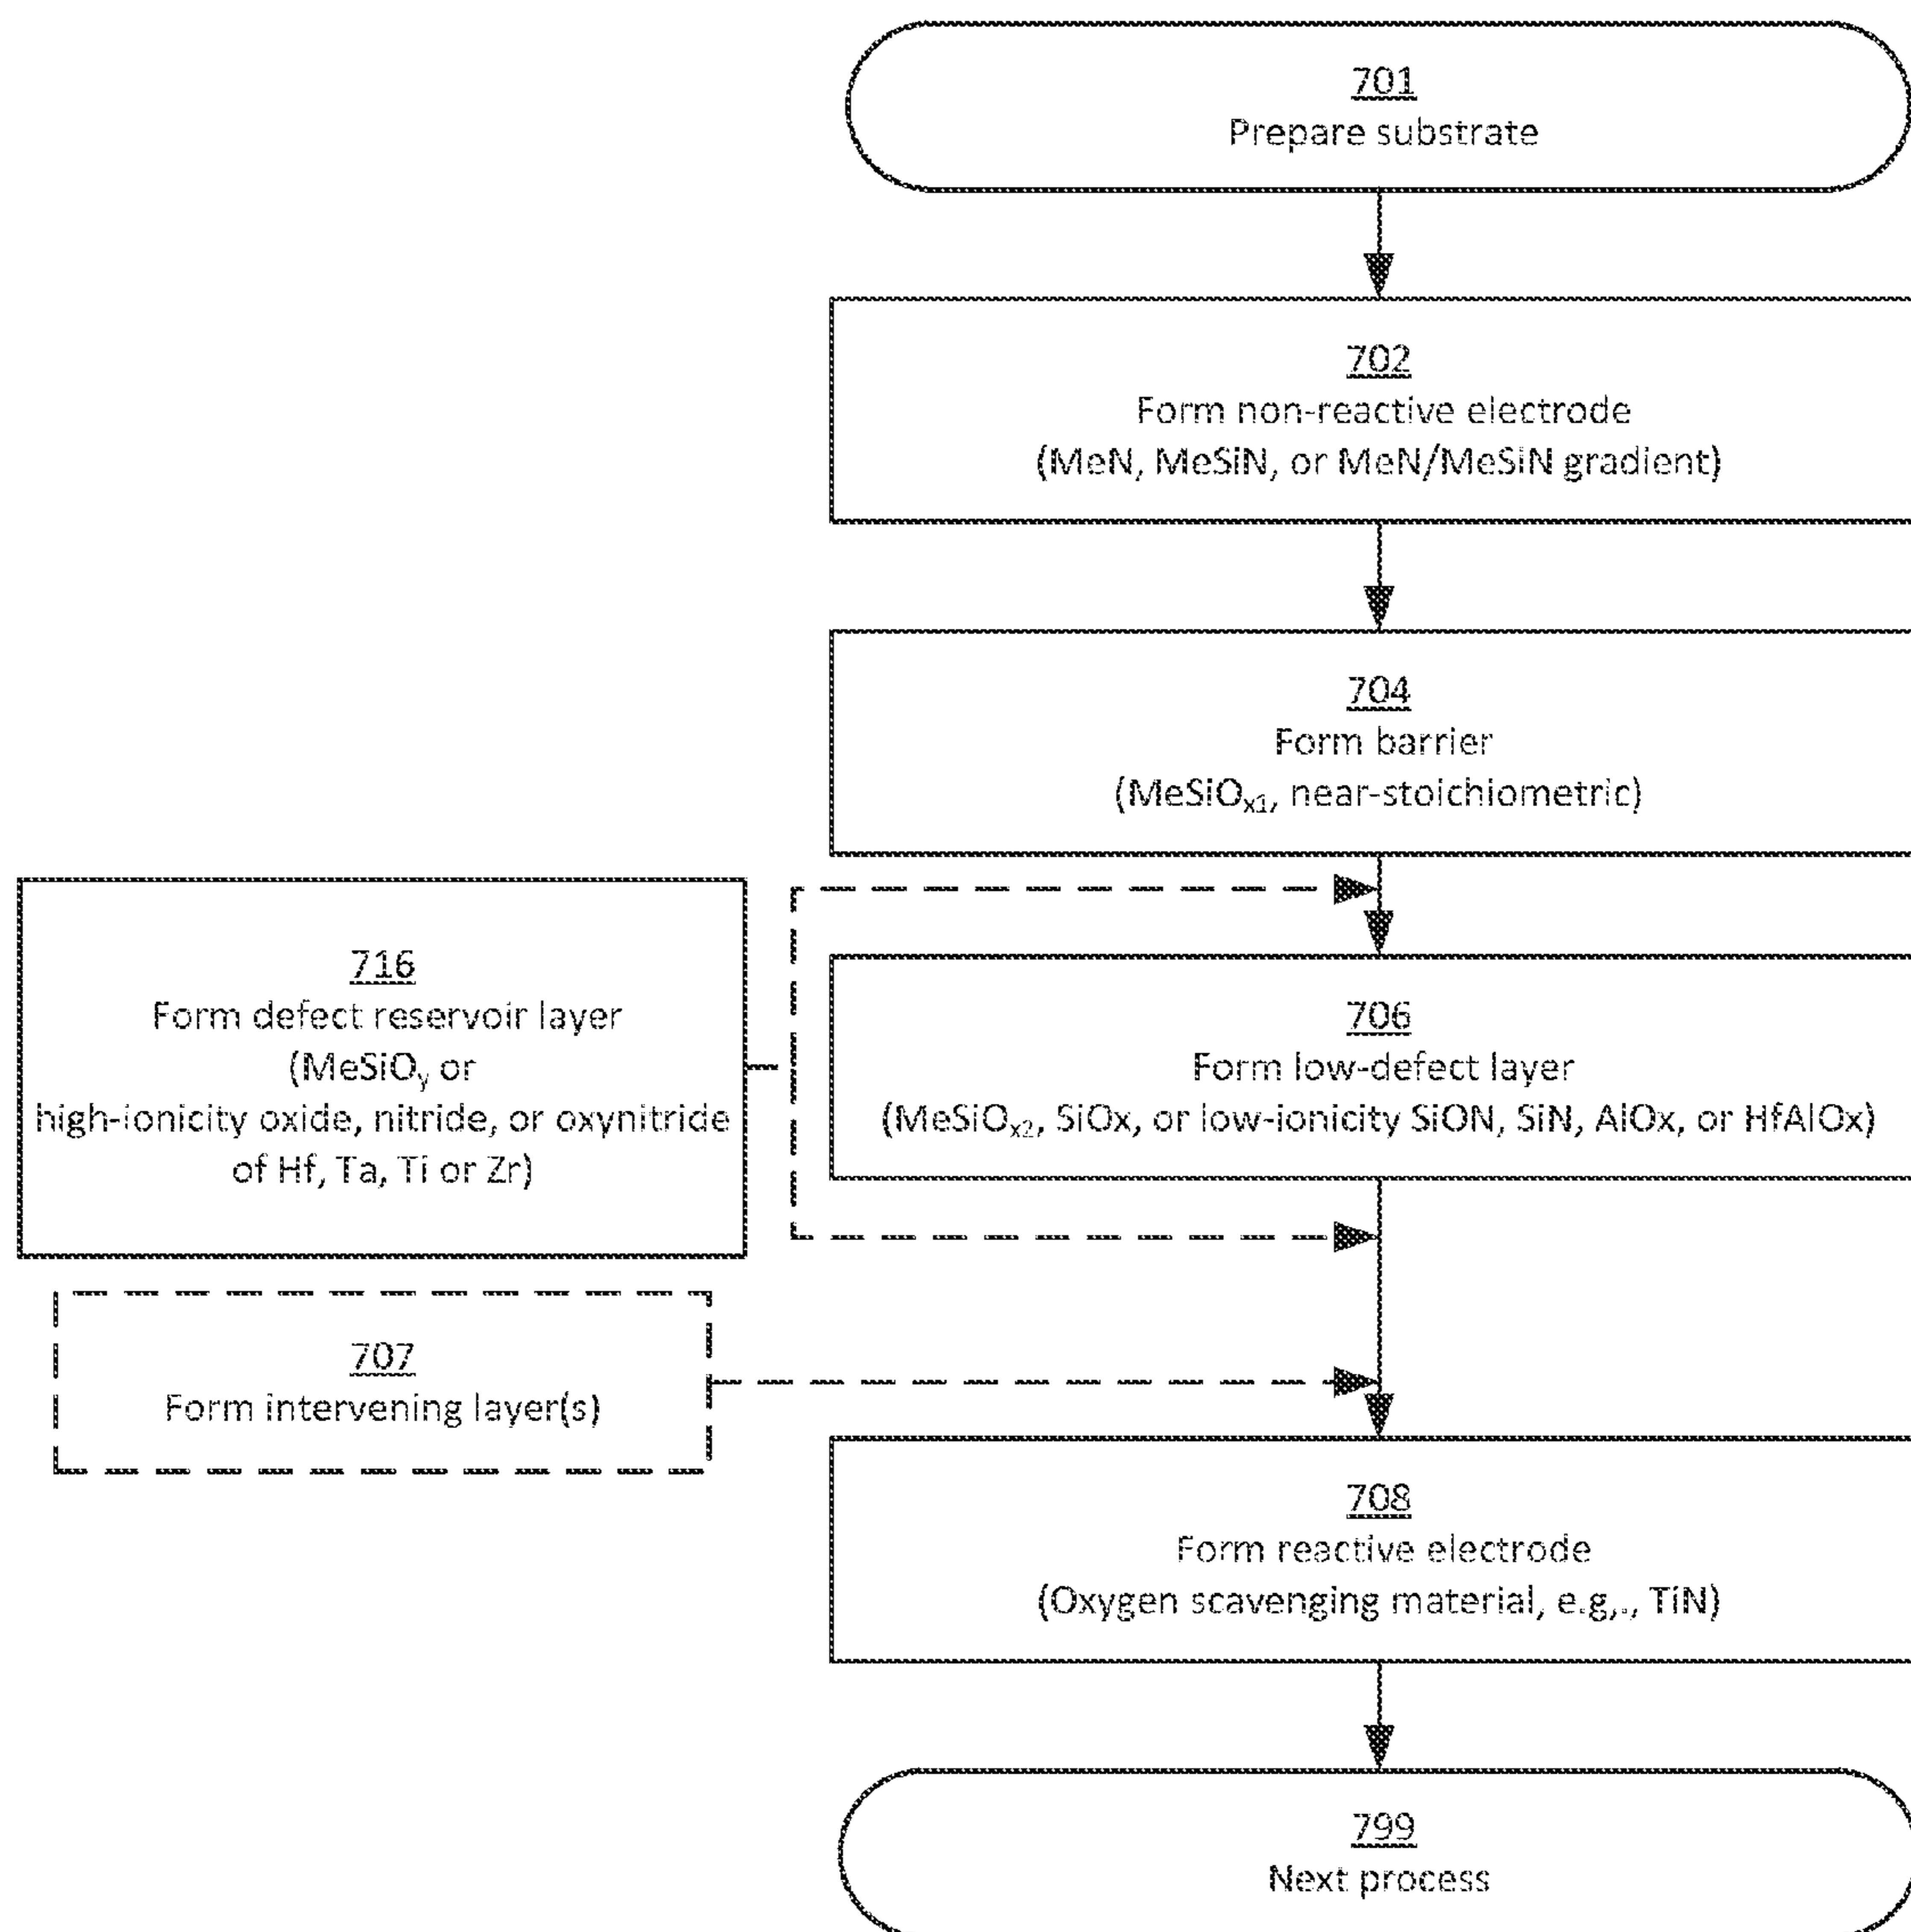 701
Prepare substrate
702
Form non-reactive electrode
(MeN, MeSiN, or MeN/MeSiN gradient)
704
Form barrier
(MeSiOx1, near-stoichiometric)
716
Form defect reservoir layer
(MeSiOy or
high-ionicity oxide, nitride, or oxynitride
of Hf, Ta, Ti or Zr)
706
Form low-defect layer
(MeSiOx2, SiOx, or low-ionicity SiON, SiN, AlOx, or HfAlOx)
707
Form intervening layer(s)
708
Form reactive electrode
(Oxygen scavenging material, e.g,., TiN)
799
Next process